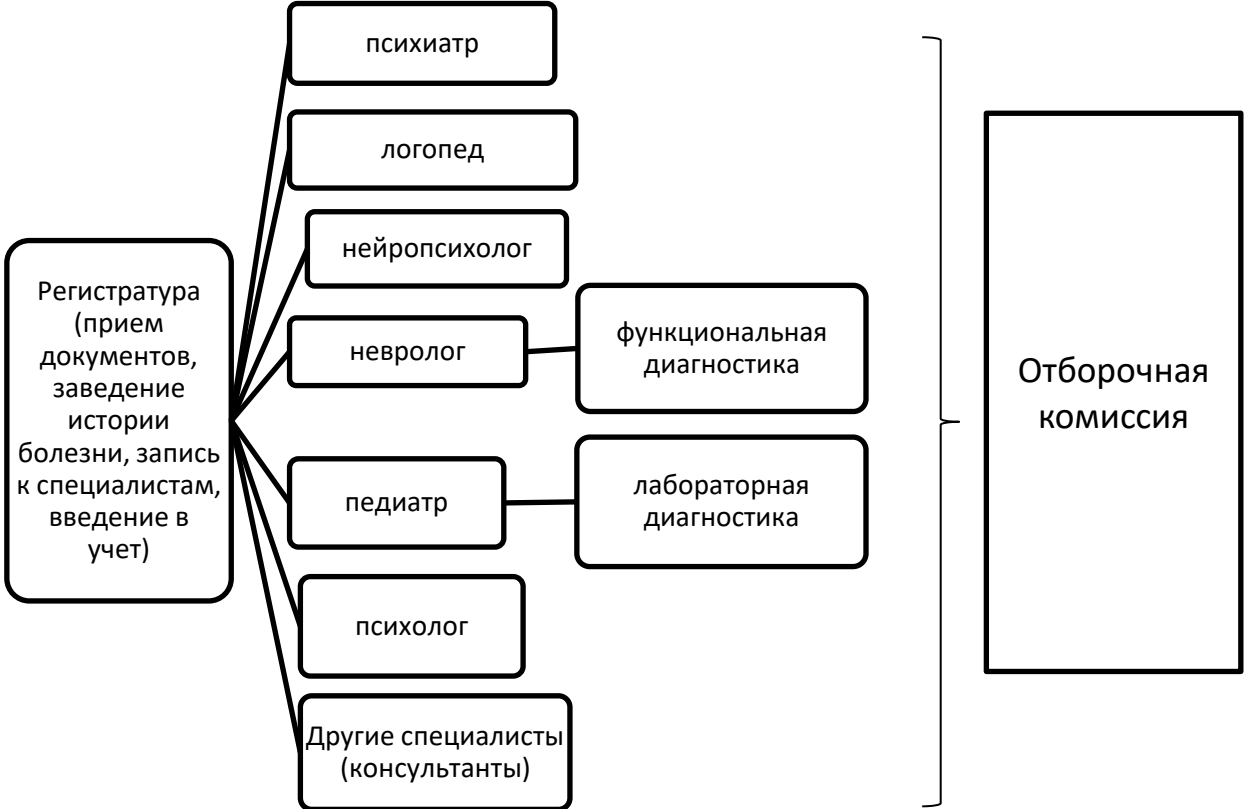 психиатр
логопед
нейропсихолог
Регистратура
(прием
документов,
заведение
истории
болезни, запись
к специалистам,
введение в
учет)
невролог
функциональная
диагностика
педиатр
лабораторная
диагностика
психолог
Другие специалисты
(консультанты)
Отборочная
комиссия